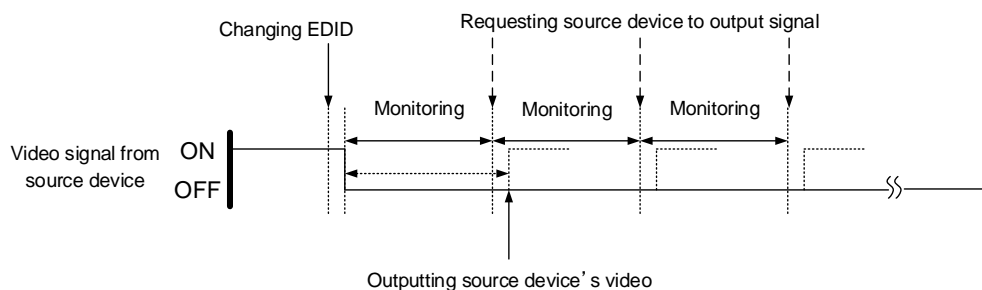 Requesting source device to output signal
Changing EDID
Monitoring
Monitoring
Monitoring
Video signal from
source device
ON
OFF
Outputting source device’s video